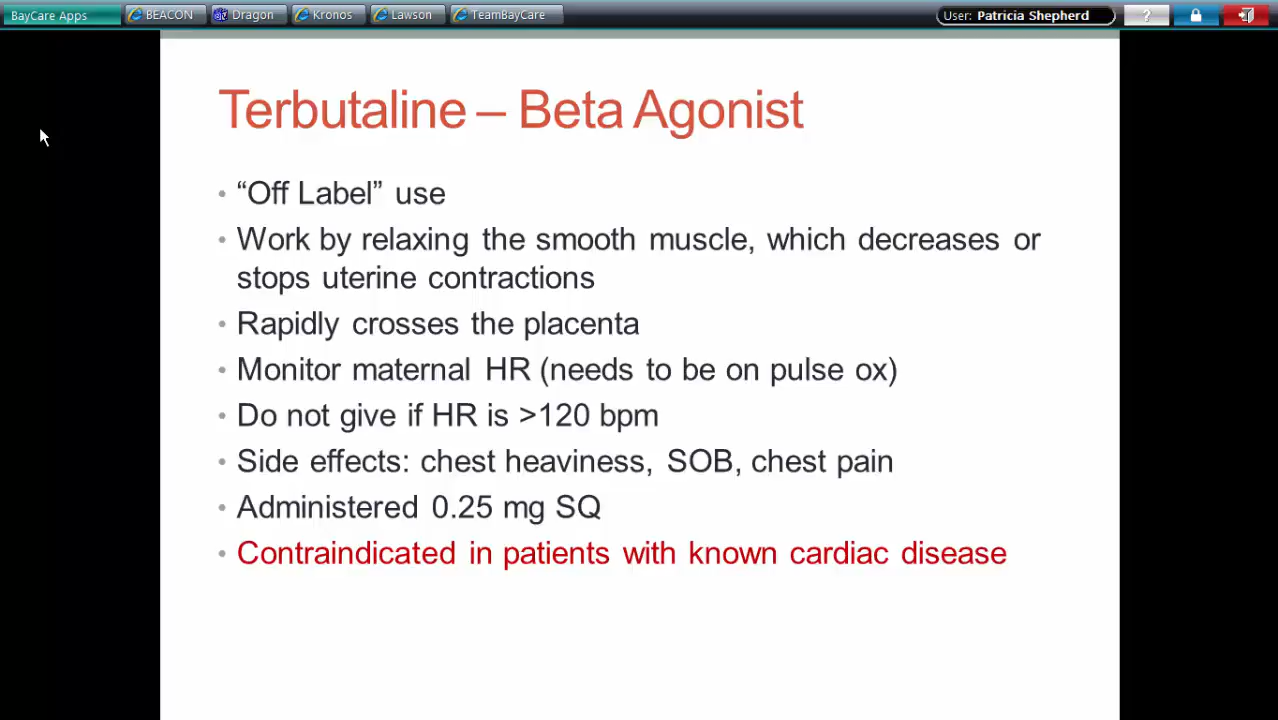 BayCare Apps BEACON Dragon Kronos Lawson TeamBayCare User: Patricia Shepherd ?
Terbutaline – Beta Agonist
• “Off Label” use
• Work by relaxing the smooth muscle, which decreases or
stops uterine contractions
• Rapidly crosses the placenta
• Monitor maternal HR (needs to be on pulse ox)
• Do not give if HR is >120 bpm
• Side effects: chest heaviness, SOB, chest pain
• Administered 0.25 mg SQ
• Contraindicated in patients with known cardiac disease